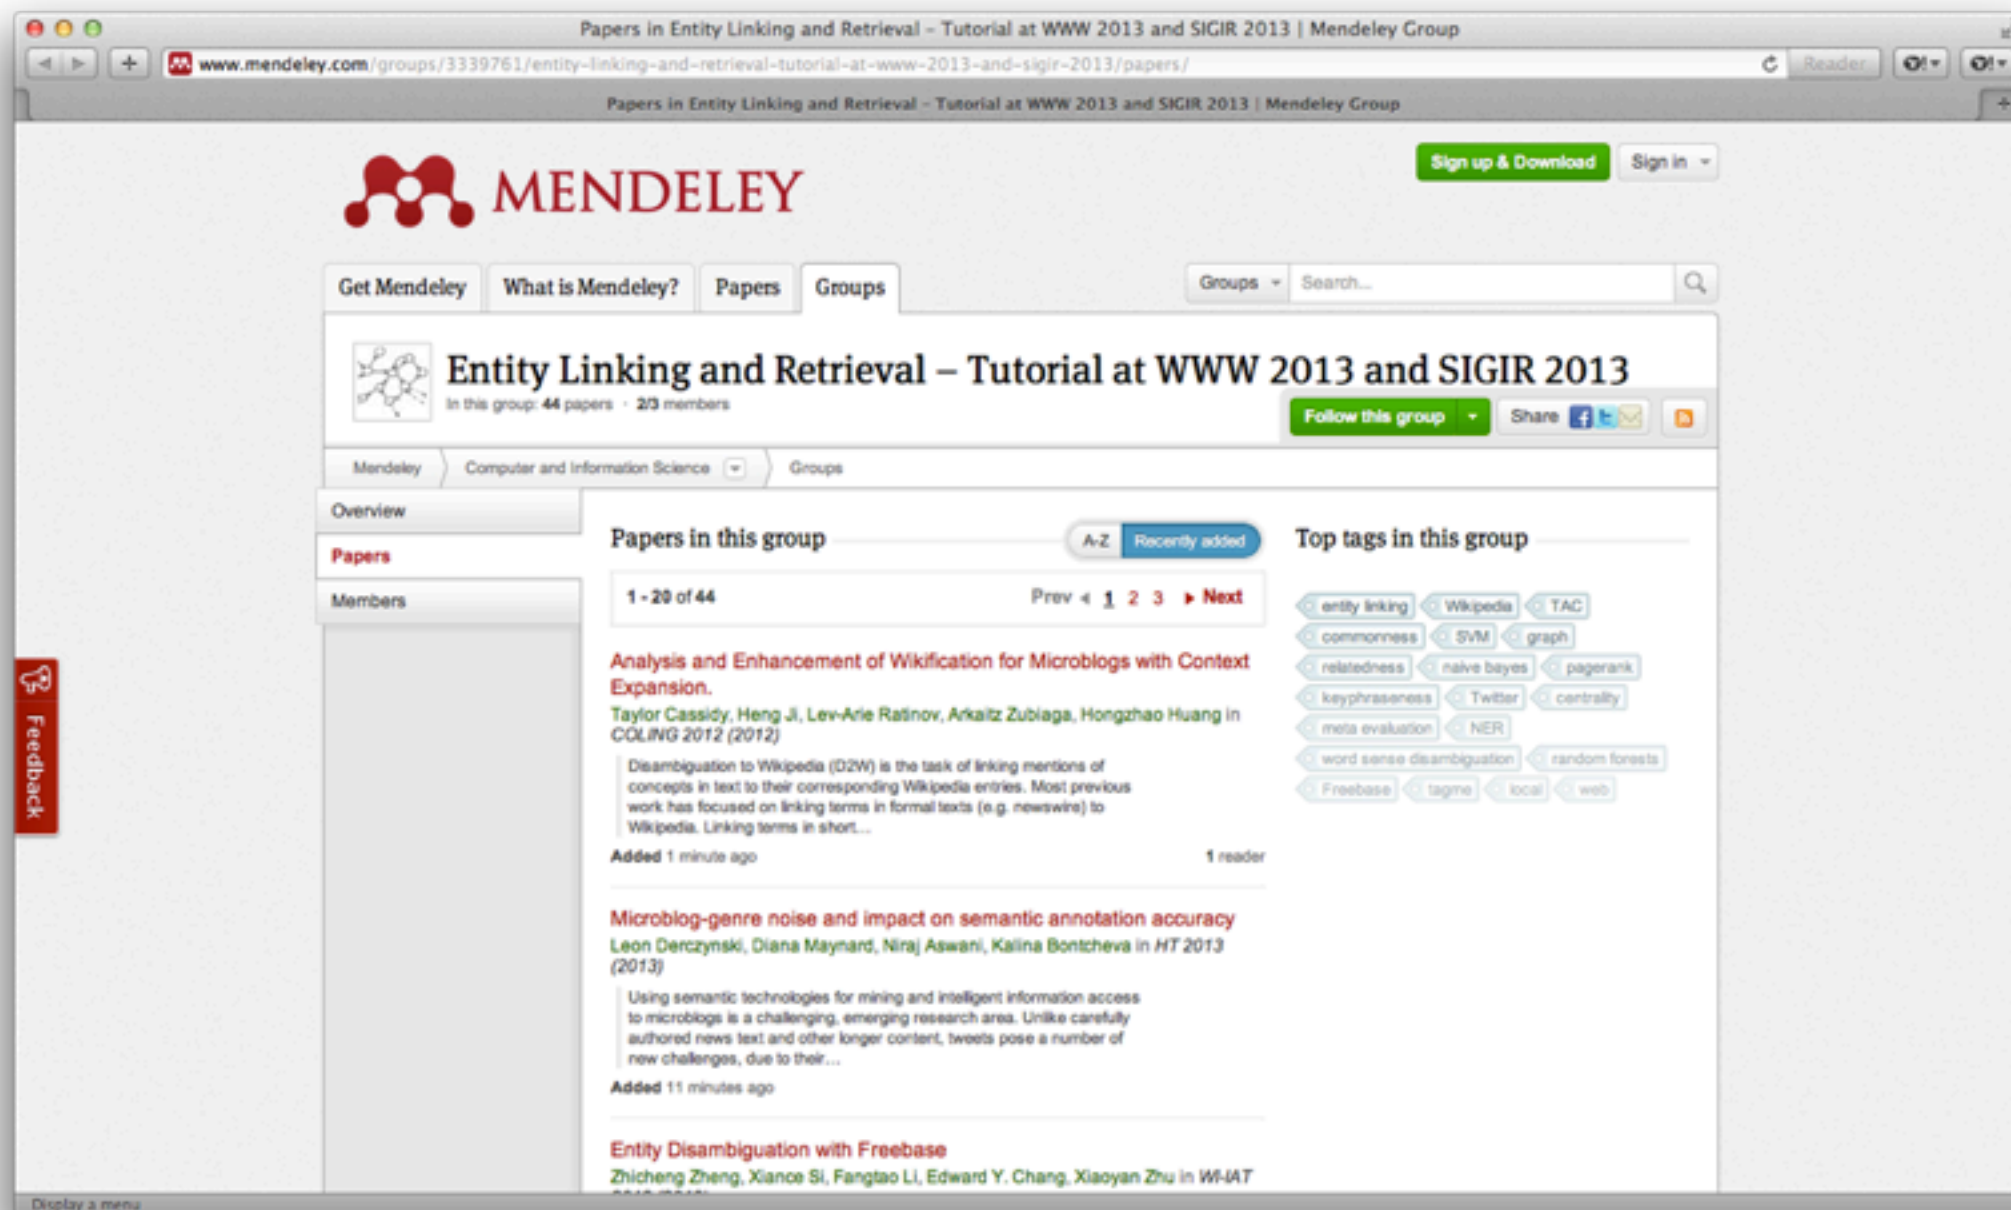 Papers in Entity Linking and Retrieval – Tutorial at WWW 2013 and SIGIR 2013 | Mendeley Group
www.mendeley.com/groups/3339761/entity-linking-and-retrieval-tutorial-at-www-2013-and-sigir-2013/papers/
Reader
Papers in Entity Linking and Retrieval – Tutorial at WWW 2013 and SIGIR 2013 | Mendeley Group
MENDELEY
Sign up & Download
Sign in
Get Mendeley
What is Mendeley?
Papers
Groups
Groups
Search...
Entity Linking and Retrieval – Tutorial at WWW 2013 and SIGIR 2013
In this group: 44 papers · 2/3 members
Follow this group
Share
Mendeley
Computer and Information Science
Groups
Overview
Papers
Members
Feedback
Papers in this group
A-Z
Recently added
1 - 20 of 44
Prev 1 2 3 Next
Analysis and Enhancement of Wikification for Microblogs with Context
Expansion.
Taylor Cassidy, Heng Ji, Lev-Arie Ratinov, Arkaitz Zubiaga, Hongzhao Huang in
COLING 2012 (2012)
Disambiguation to Wikipedia (D2W) is the task of linking mentions of
concepts in text to their corresponding Wikipedia entries. Most previous
work has focused on linking terms in formal texts (e.g. newswire) to
Wikipedia. Linking terms in short...
Added 1 minute ago
1 reader
Microblog-genre noise and impact on semantic annotation accuracy
Leon Derczynski, Diana Maynard, Niraj Aswani, Kalina Bontcheva in HT 2013
(2013)
Using semantic technologies for mining and intelligent information access
to microblogs is a challenging, emerging research area. Unlike carefully
authored news text and other longer content, tweets pose a number of
new challenges, due to their...
Added 11 minutes ago
Entity Disambiguation with Freebase
Zhicheng Zheng, Xiance Si, Fangtao Li, Edward Y. Chang, Xiaoyan Zhu in WI-IAT
Top tags in this group
entity linking Wikipedia TAC
commonness SVM graph
relatedness naive bayes pagerank
keyphraseness Twitter centrality
meta evaluation NER
word sense disambiguation random forests
Freebase tagme local web
Display a menu